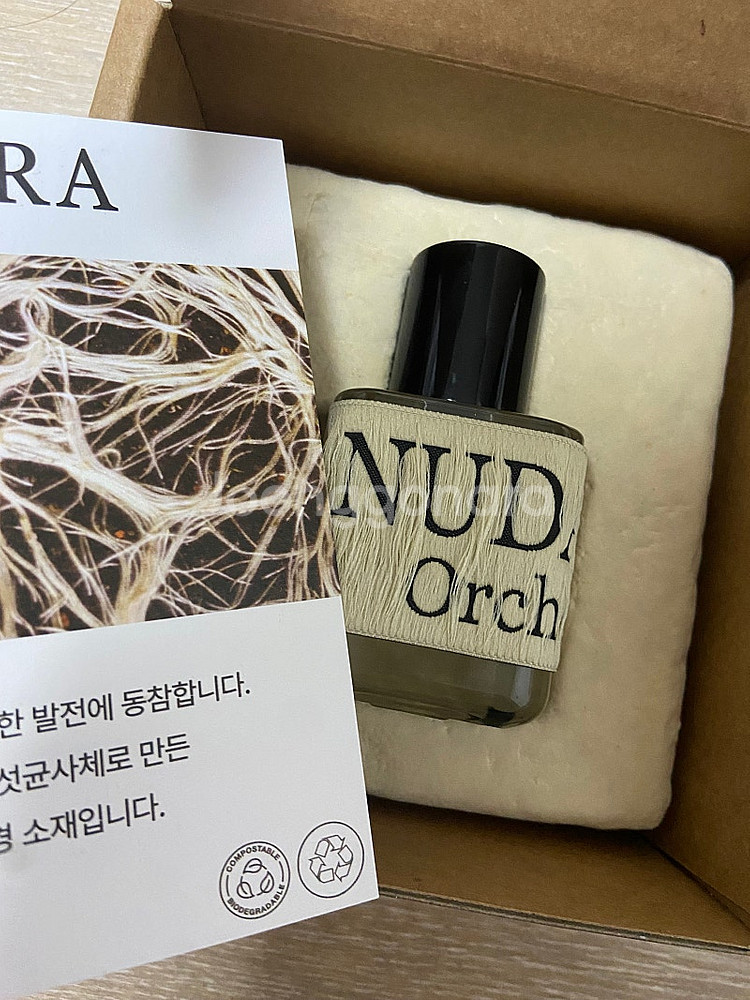 RA
한 발전에 동참합니다.
섯균사체로 만든
경 소재입니다.
COMPOSTABLE
BIODEGRADABLE
NUD
Orch